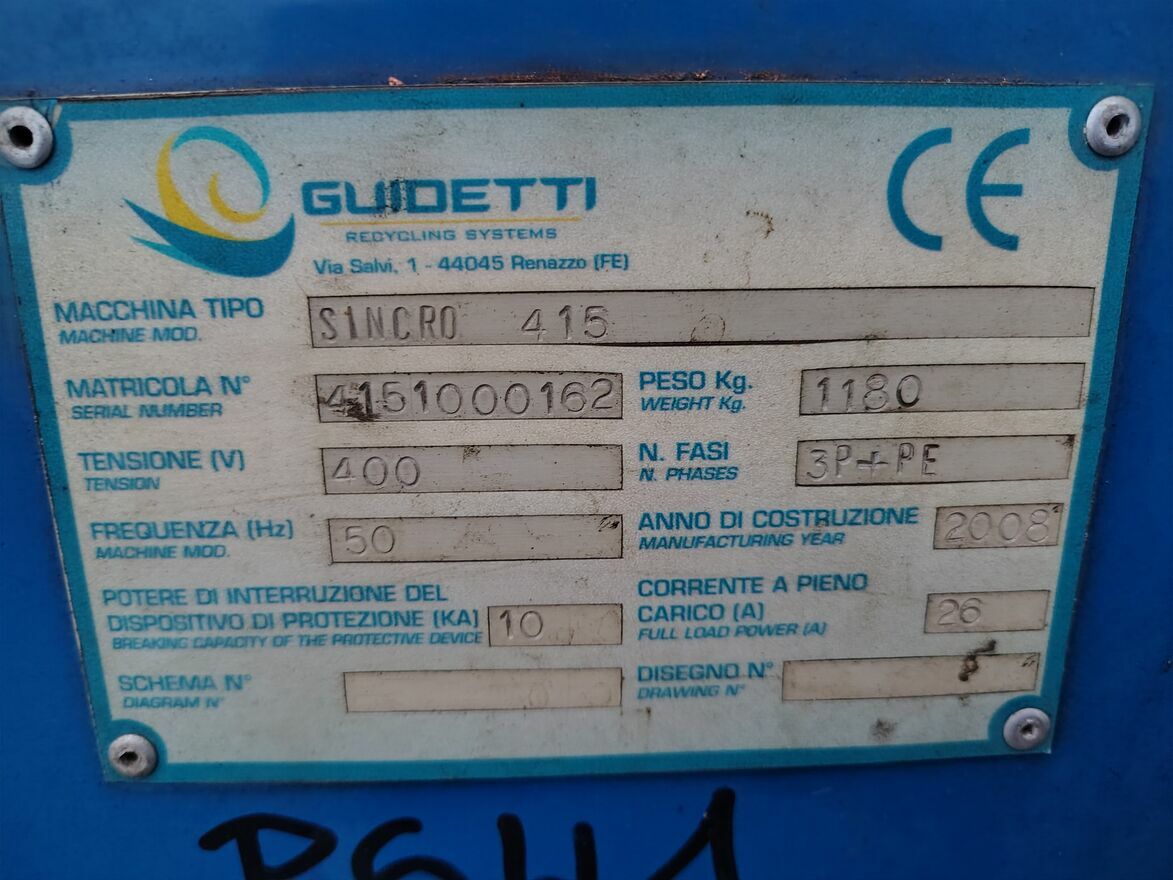 GUIDETTI
RECYCLING SYSTEMS
Via Salvi, 1 - 44045 Renazzo (FE)
CE
MACCHINA TIPO SINCRO 415
MACHINE MOD.
MATRICOLA N° 4151000162 PESO Kg. 1180
SERIAL NUMBER WEIGHT Kg.
TENSIONE (V) 400 N. FASI 3P+PE
TENSION N. PHASES
FREQUENZA (Hz) 50 ANNO DI COSTRUZIONE 2008
MACHINE MOD. MANUFACTURING YEAR
POTERE DI INTERRUZIONE DEL CORRENTE A PIENO
DISPOSITIVO DI PROTEZIONE (KA) 10 CARICO (A) 26
BREAKING CAPACITY OF THE PROTECTIVE DEVICE FULL LOAD POWER (A)
SCHEMA N° DISEGNO N°
DIAGRAM N° DRAWING N°